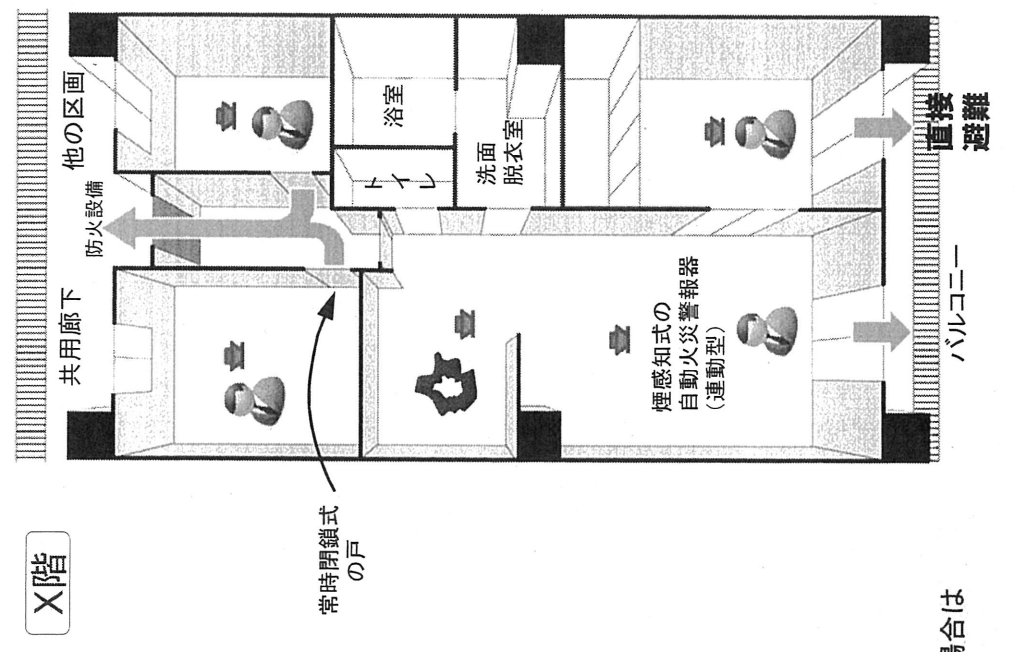 X階
共用廊下
防火設備
他の区画
常時閉鎖式
の戸
トイレ
浴室
洗面
脱衣室
煙感知式の
自動火災警報器
（連動型）
バルコニー
直接
避難
場合は